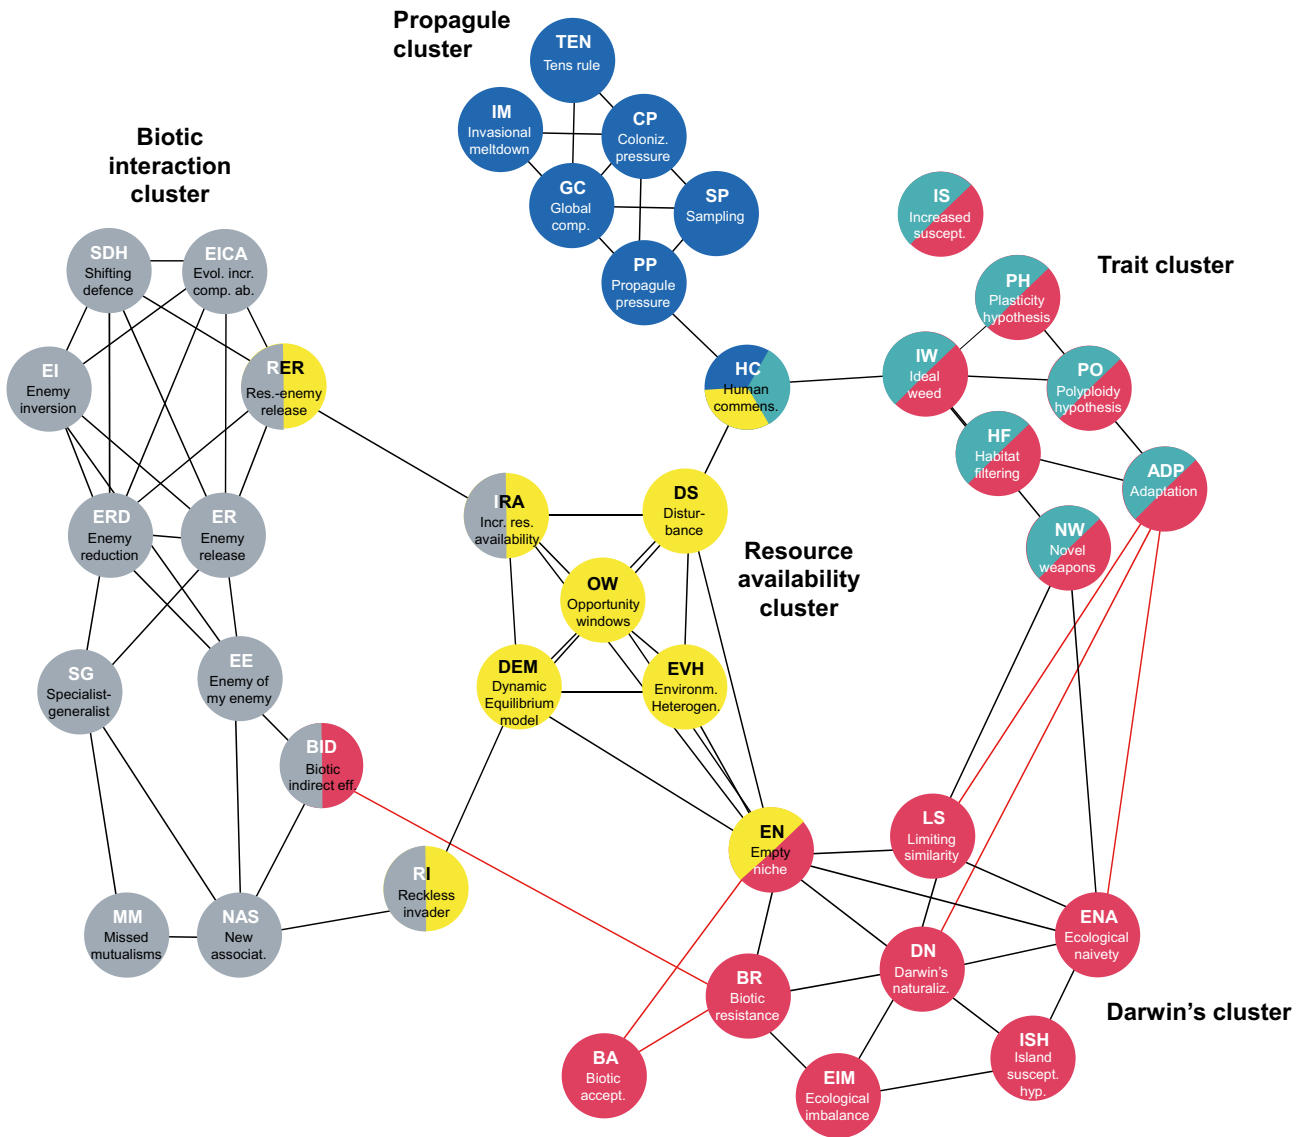 Propagule
cluster
TEN
Tens rule
IM
Invasional
meltdown
CP
Coloniz.
pressure
GC
Global
comp.
SP
Sampling
PP
Propagule
pressure
Biotic
interaction
cluster
SDH
Shifting
defence
EICA
Evol. incr.
comp. ab.
EI
Enemy
inversion
RER
Res.-enemy
release
ERD
Enemy
reduction
ER
Enemy
release
SG
Specialist-
generalist
EE
Enemy of
my enemy
BID
Biotic
indirect eff.
MM
Missed
mutualisms
NAS
New
associat.
RI
Reckless
invader
HC
Human
commens.
IRA
Incr. res.
availability
DS
Distur-
bance
OW
Opportunity
windows
DEM
Dynamic
Equilibrium
model
EVH
Environm.
Heterogen.
Resource
availability
cluster
EN
Empty
niche
IS
Increased
suscept.
Trait cluster
PH
Plasticity
hypothesis
IW
Ideal
weed
PO
Polyploidy
hypothesis
HF
Habitat
filtering
ADP
Adaptation
NW
Novel
weapons
LS
Limiting
similarity
ENA
Ecological
naivety
DN
Darwin's
naturaliz.
BR
Biotic
resistance
Darwin's cluster
ISH
Island
suscept.
hyp.
BA
Biotic
accept.
EIM
Ecological
imbalance